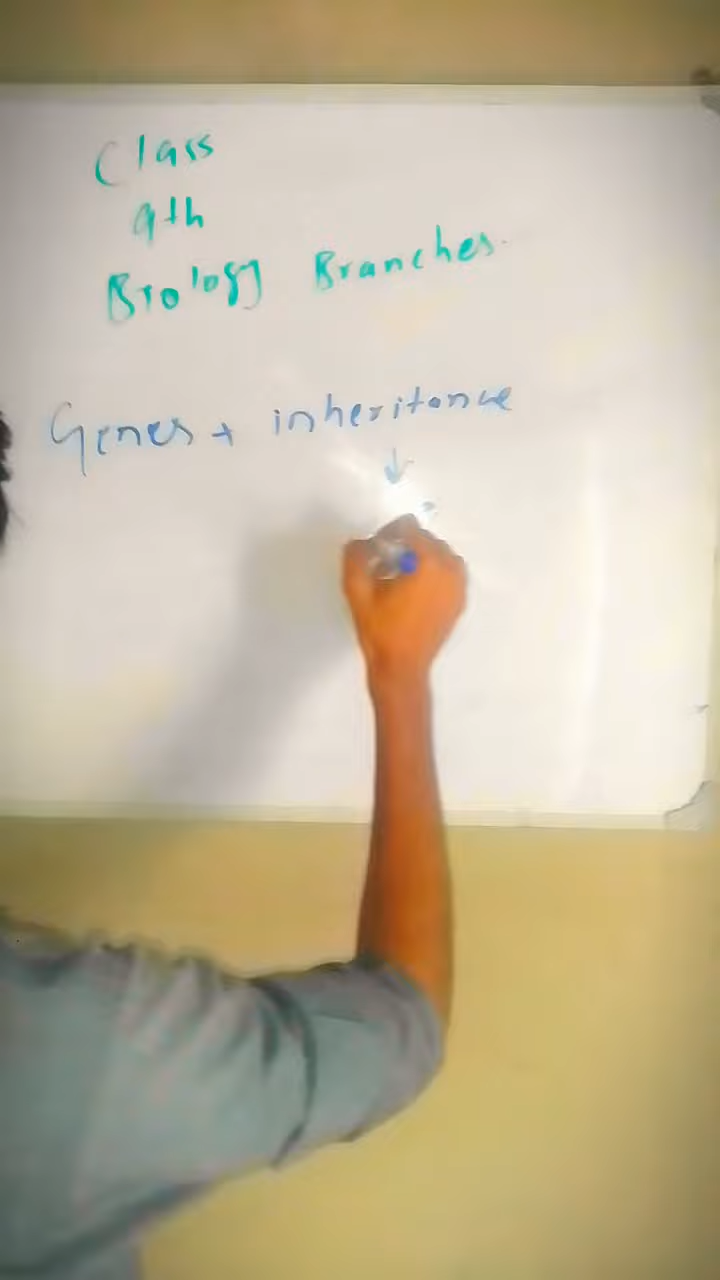 Class
9th
Biology Branches.
Genes + inheritance
↓